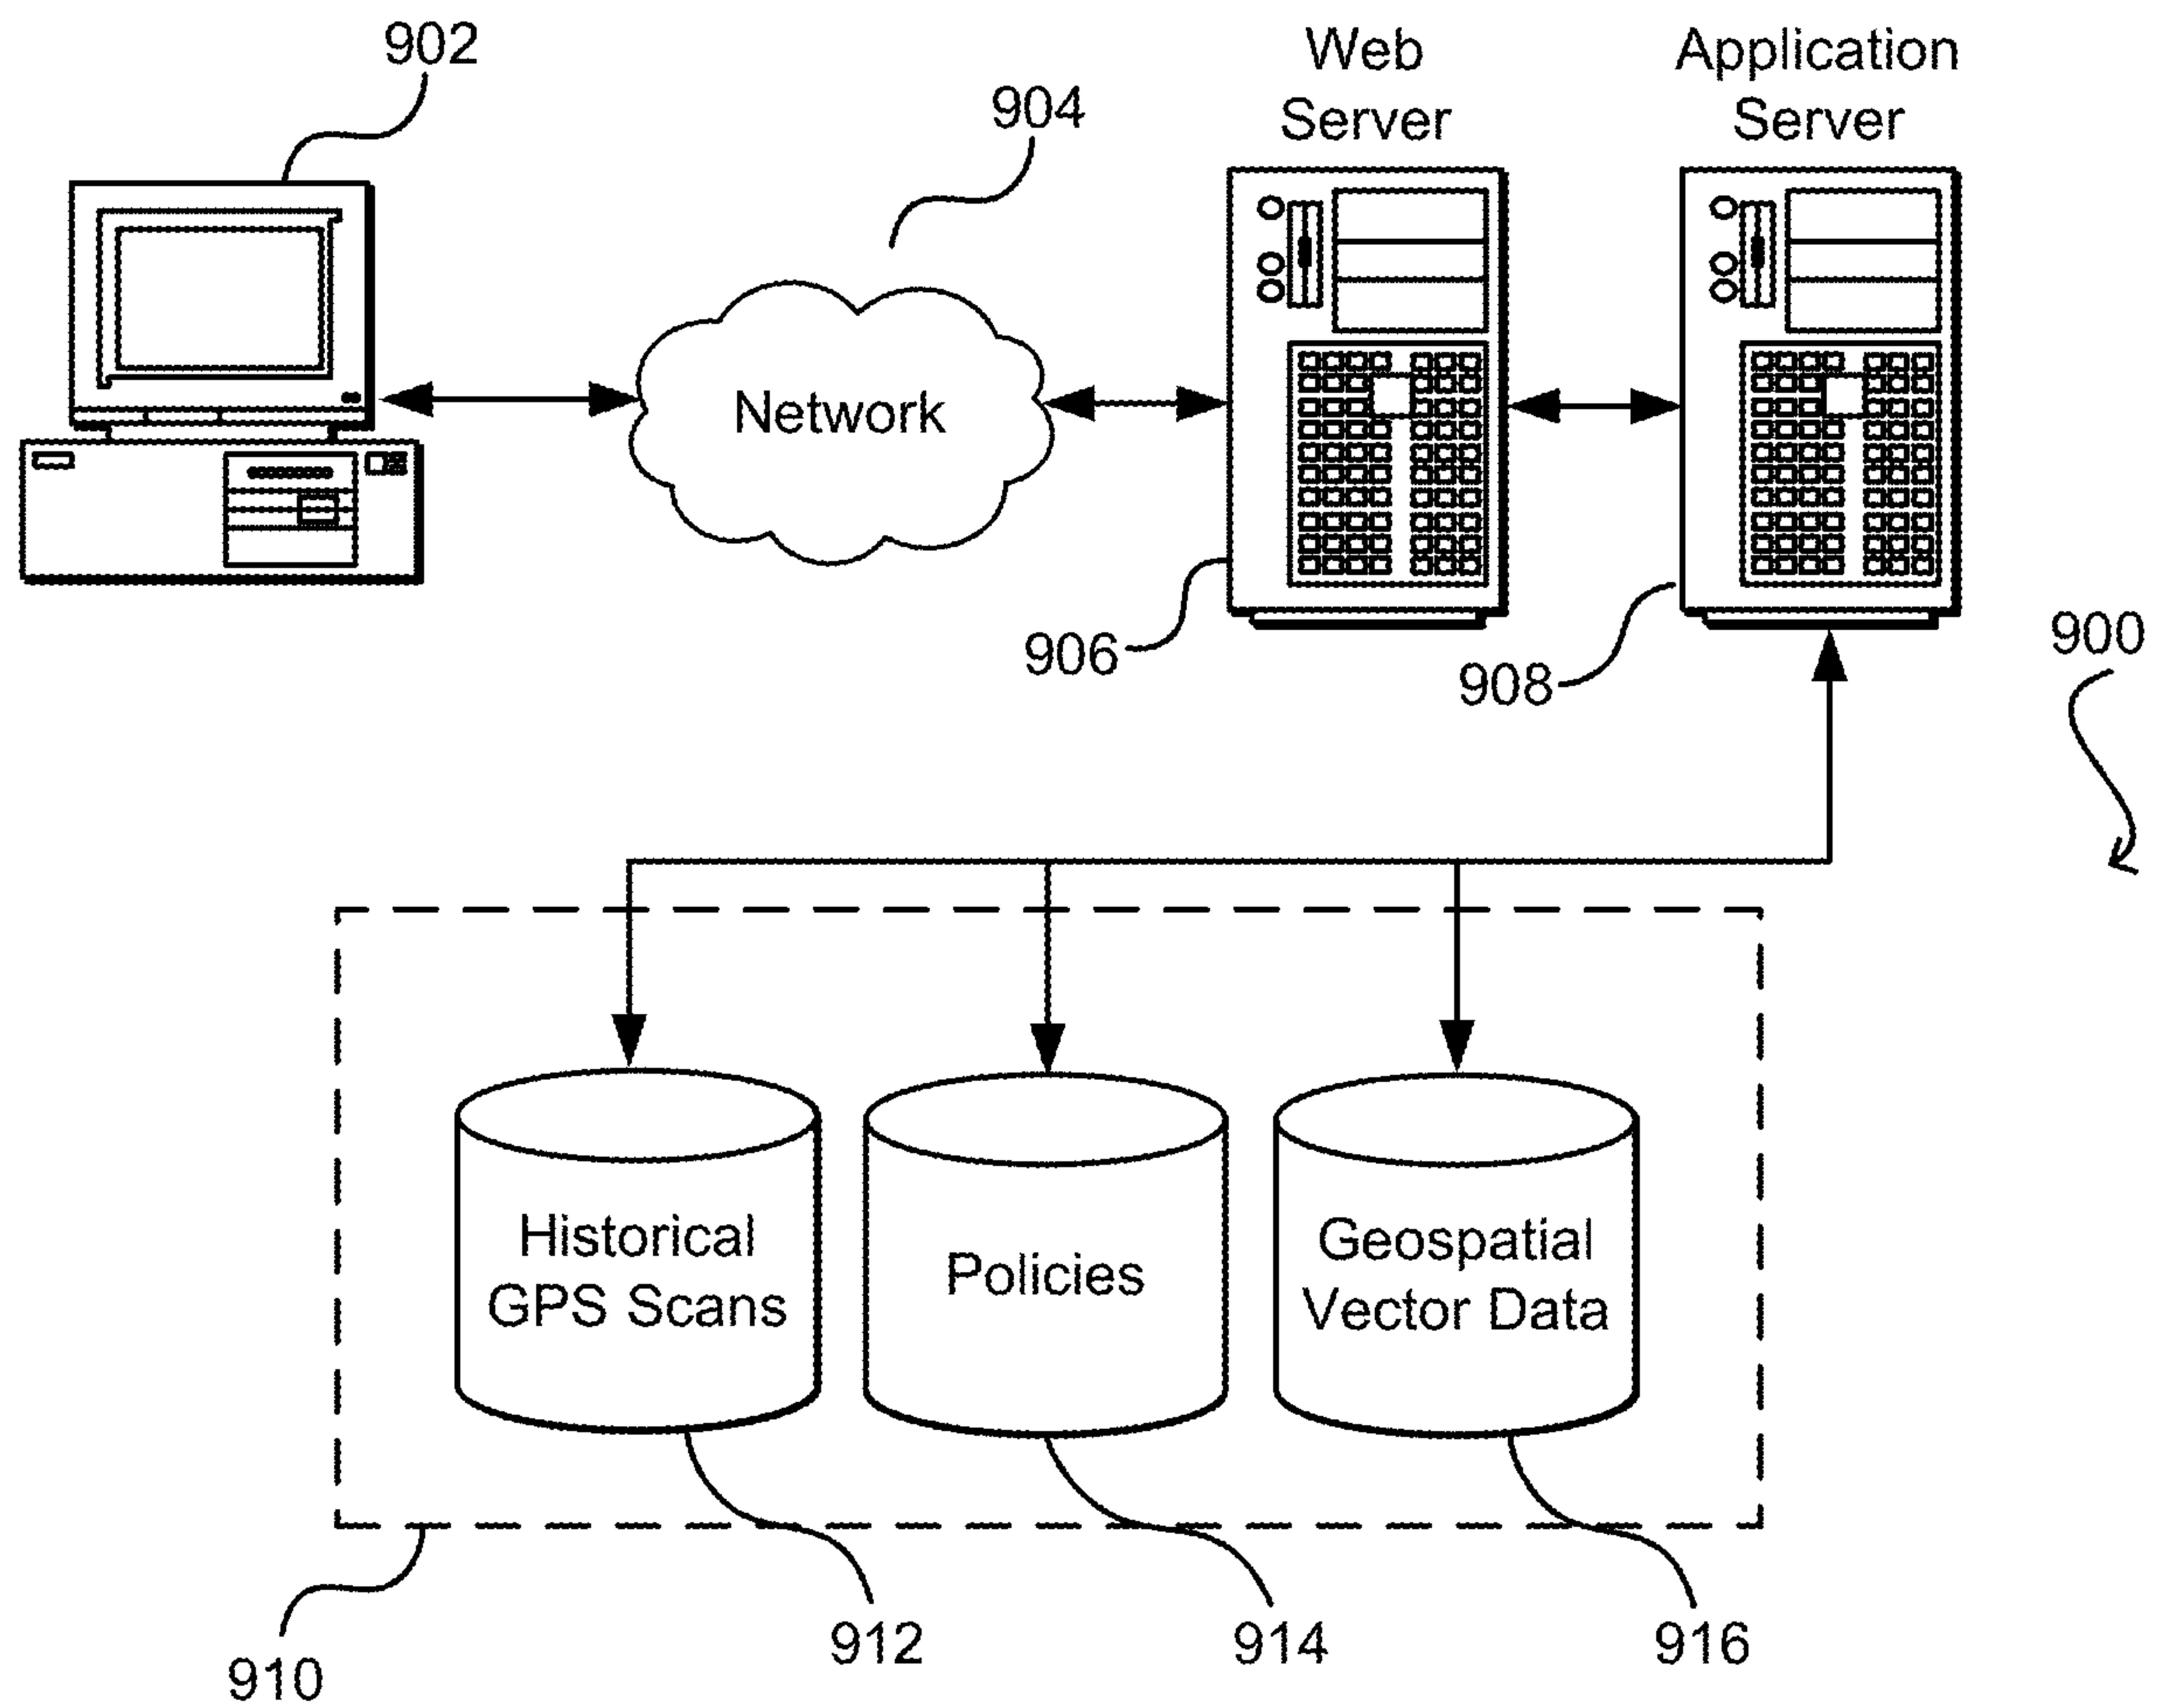 902
904
Web
Server
Application
Server
Network
906
908
900
Historical
GPS Scans
Policies
Geospatial
Vector Data
910
912
914
916